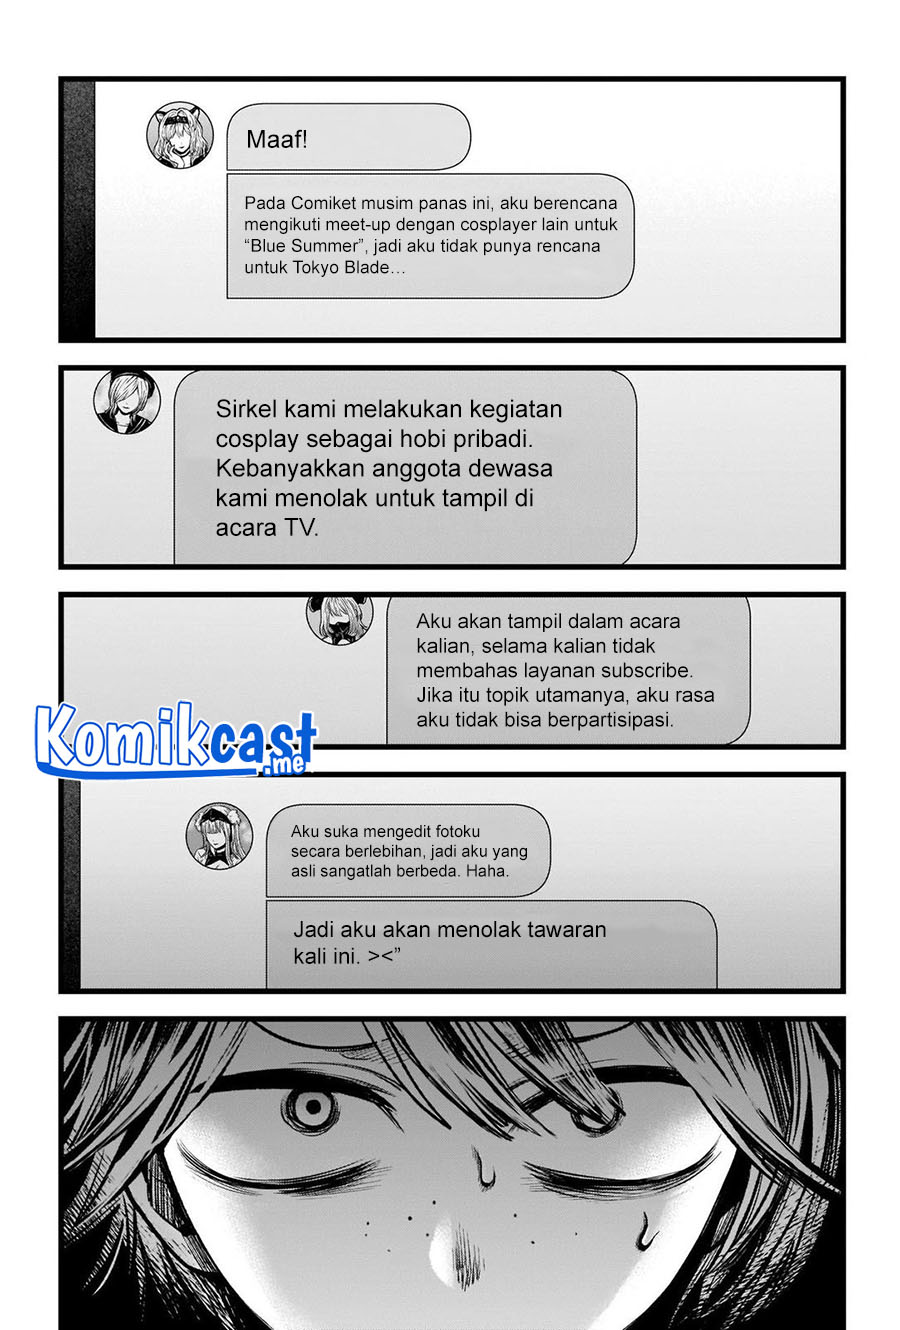 Maaf!
Pada Comiket musim panas ini, aku berencana
mengikuti meet-up dengan cosplayer lain untuk
“Blue Summer”, jadi aku tidak punya rencana
untuk Tokyo Blade…
Sirkel kami melakukan kegiatan
cosplay sebagai hobi pribadi.
Kebanyakkan anggota dewasa
kami menolak untuk tampil di
acara TV.
Aku akan tampil dalam acara
kalian, selama kalian tidak
membahas layanan subscribe.
Jika itu topik utamanya, aku rasa
aku tidak bisa berpartisipasi.
Komikcast
.me
Aku suka mengedit fotoku
secara berlebihan, jadi aku yang
asli sangatlah berbeda. Haha.
Jadi aku akan menolak tawaran
kali ini. ><”